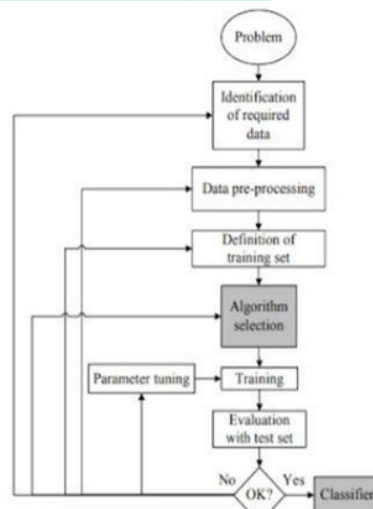 Problem
Identification
of required
data
Data pre-processing
Definition of
training set
Algorithm
selection
Parameter tuning
Training
Evaluation
with test set
No
OK?
Yes
Classifier